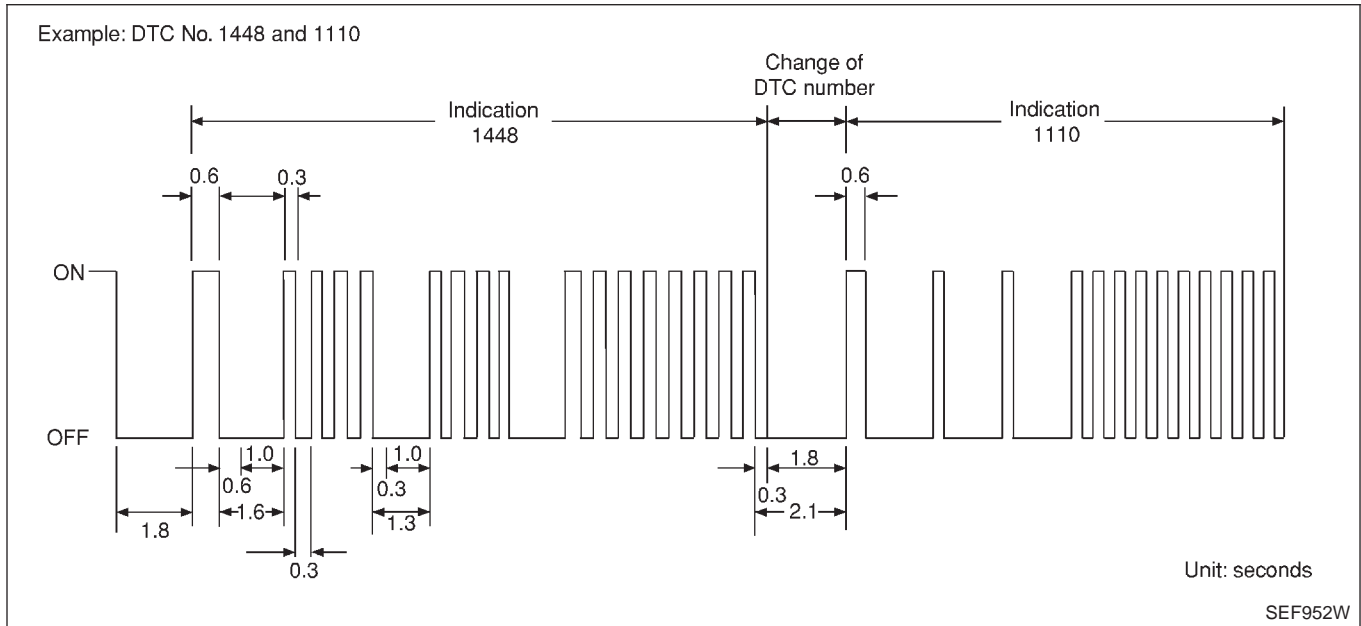 Example: DTC No. 1448 and 1110
Change of
DTC number
Indication
1448
Indication
1110
0.6
0.3
0.6
ON
OFF
1.0
1.0
1.8
0.6
0.3
0.3
1.8
1.6
1.3
2.1
0.3
Unit: seconds
SEF952W